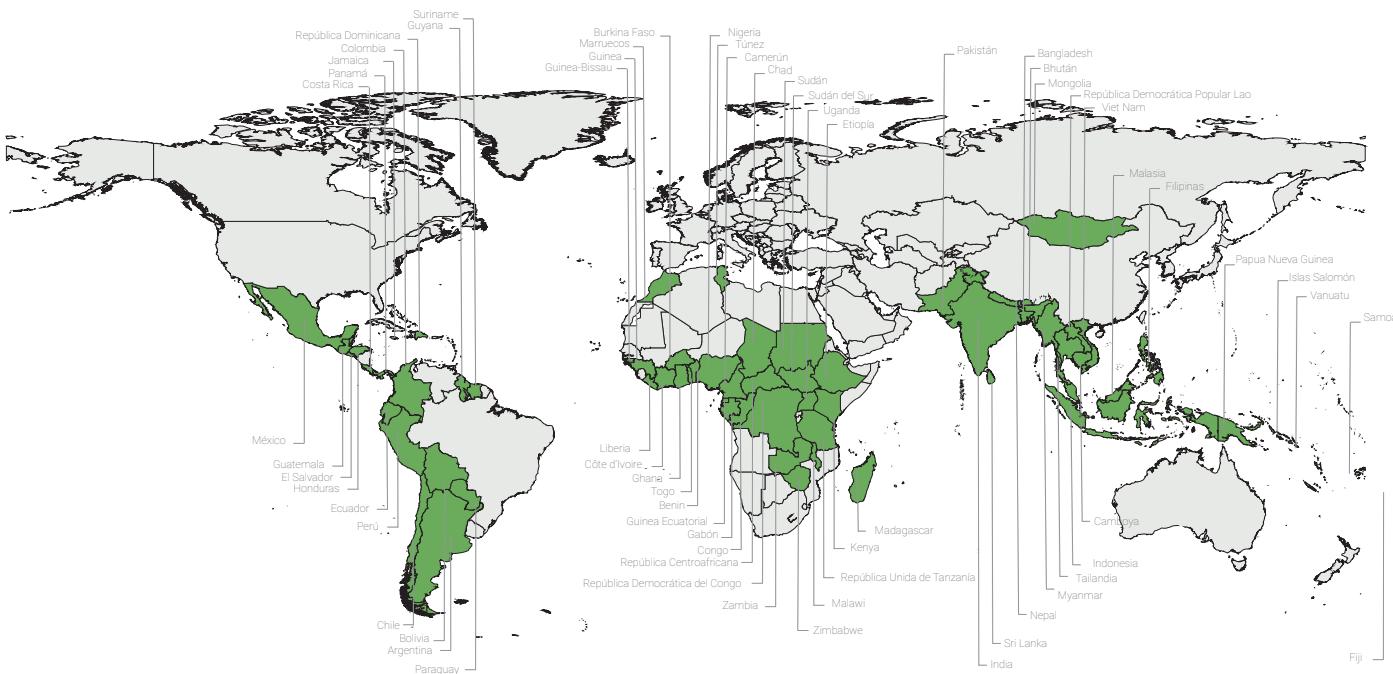 Suriname
Guyana
República Dominicana
Colombia
Jamaica
Panamá
Costa Rica
Burkina Faso
Marruecos
Guinea
Guinea-Bissau
Nigeria
Túnez
Camerún
Chad
Sudán
Sudán del Sur
Uganda
Etiopía
Pakistán
Bangladesh
Bhután
Mongolia
República Democrática Popular Lao
Viet Nam
Malasia
Filipinas
Papua Nueva Guinea
Islas Salomón
Vanuatu
Samoa
México
Guatemala
El Salvador
Honduras
Ecuador
Perú
Chile
Bolivia
Argentina
Paraguay
Liberia
Côte d'Ivoire
Ghana
Togo
Benin
Guinea Ecuatorial
Gabón
Congo
República Centroafricana
República Democrática del Congo
Zambia
Madagascar
Kenya
República Unida de Tanzanía
Malawi
Zimbabwe
Camboya
Indonesia
Tailandia
Myanmar
Nepal
Sri Lanka
India
Fiji